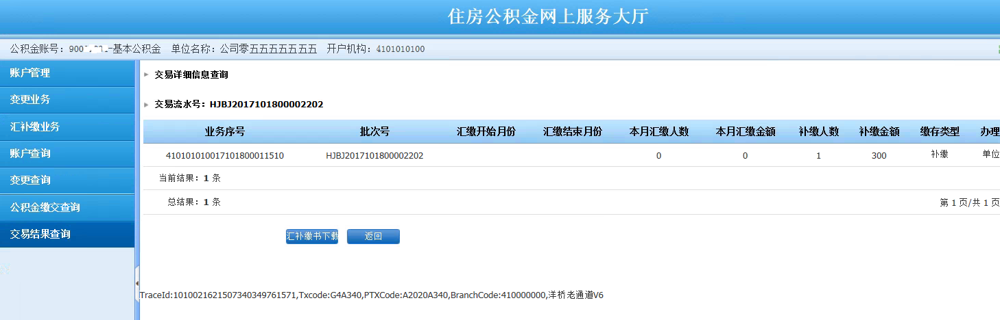 住房公积金网上服务大厅
公积金账号：900 -基本公积金 单位名称：公司零五五五五五五五 开户机构：4101010100
账户管理
变更业务
汇补缴业务
账户查询
变更查询
公积金缴交查询
交易结果查询
交易详细信息查询
交易流水号：HJBJ2017101800002202
业务序号 批次号 汇缴开始月份 汇缴结束月份 本月汇缴人数 本月汇缴金额 补缴人数 补缴金额 缴存类型 办理
410101010017101800011510 HJBJ2017101800002202 0 0 1 300 补缴 单位
当前结果：1 条
总结果：1 条 第 1 页/共 1 页
汇补缴书下载 返回
TraceId:1010021621507340349761571,Txcode:G4A340,PTXCode:A2020A340,BranchCode:410000000,洋桥老通道V6